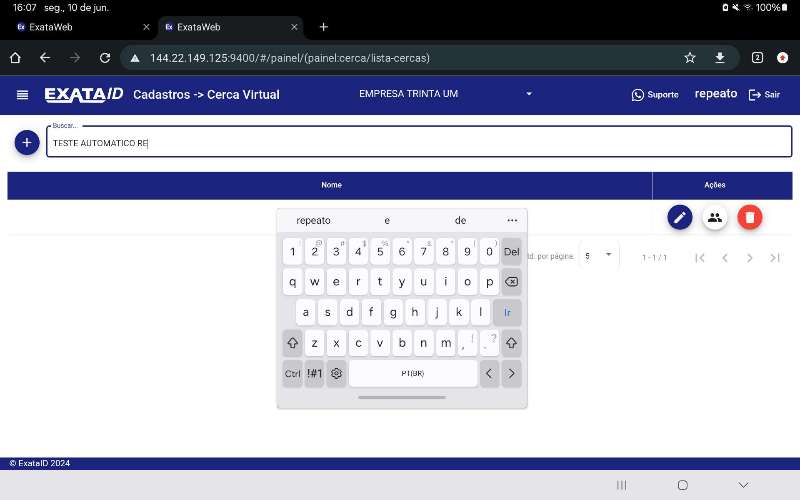 16:07 seg., 10 de jun. 100%
ExataWeb ExataWeb
144.22.149.125:9400/#/painel/(painel:cerca/lista-cercas) 2
EXATAID Cadastros -> Cerca Virtual EMPRESA TRINTA UM Suporte repeato Sair
Buscar...
TESTE AUTOMATICO RE
Nome Ações
repeato e de ...
td. por página: 5 1 - 1 / 1
1 2 @ 3 # 4 $ 5 % 6 ^ 7 & 8 * 9 ( 0 ) Del
q w e r t y u i o p
a s d f g h j k l Ir
z x c v b n m , ! . ?
Ctrl !#1 PT(BR) < >
© ExataID 2024